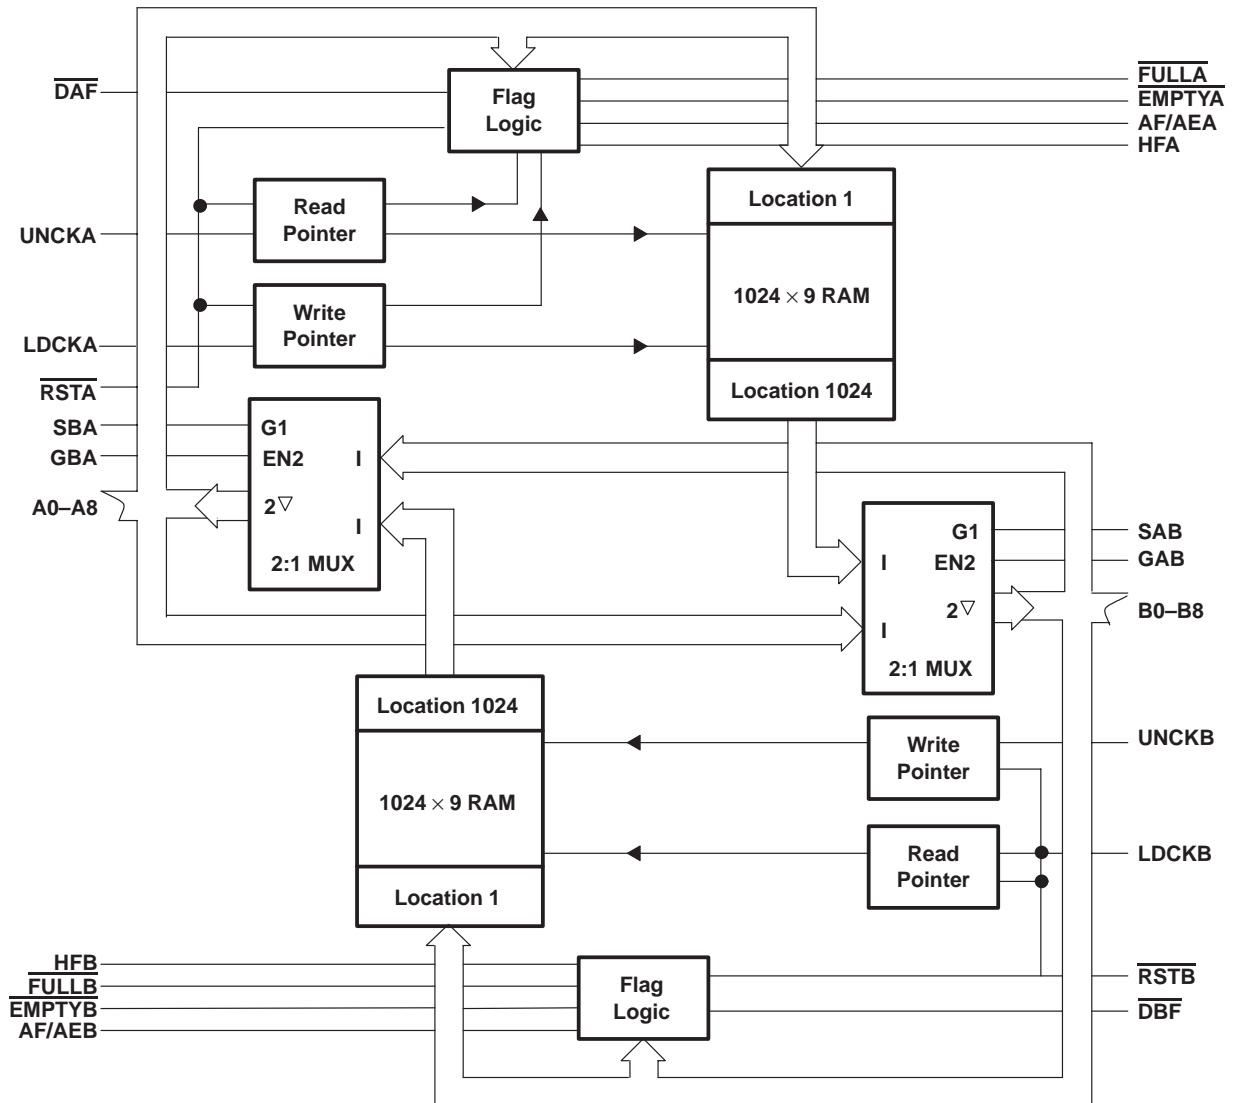 DAF
Flag
Logic
FULLA
EMPTYA
AF/AEA
HFA
Location 1
Read
Pointer
UNCKA
1024 × 9 RAM
Write
Pointer
LDCKA
Location 1024
RSTA
SBA
GBA
A0–A8
G1
EN2
I
2▽
I
2:1 MUX
G1
I
EN2
2▽
I
2:1 MUX
SAB
GAB
B0–B8
Location 1024
Write
Pointer
UNCKB
1024 × 9 RAM
Read
Pointer
LDCKB
Location 1
HFB
FULLB
EMPTYB
AF/AEB
Flag
Logic
RSTB
DBF